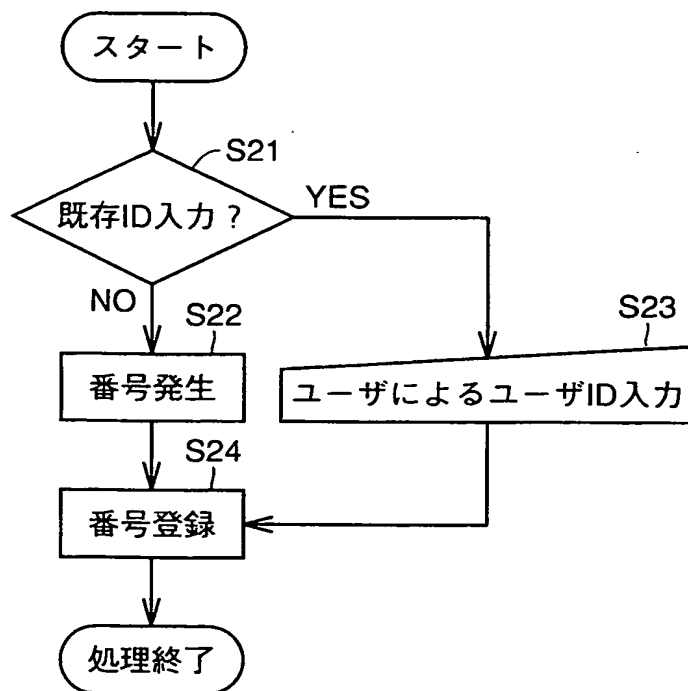 スタート
S21
既存ID入力？
YES
NO
S22
S23
番号発生
ユーザによるユーザID入力
S24
番号登録
処理終了